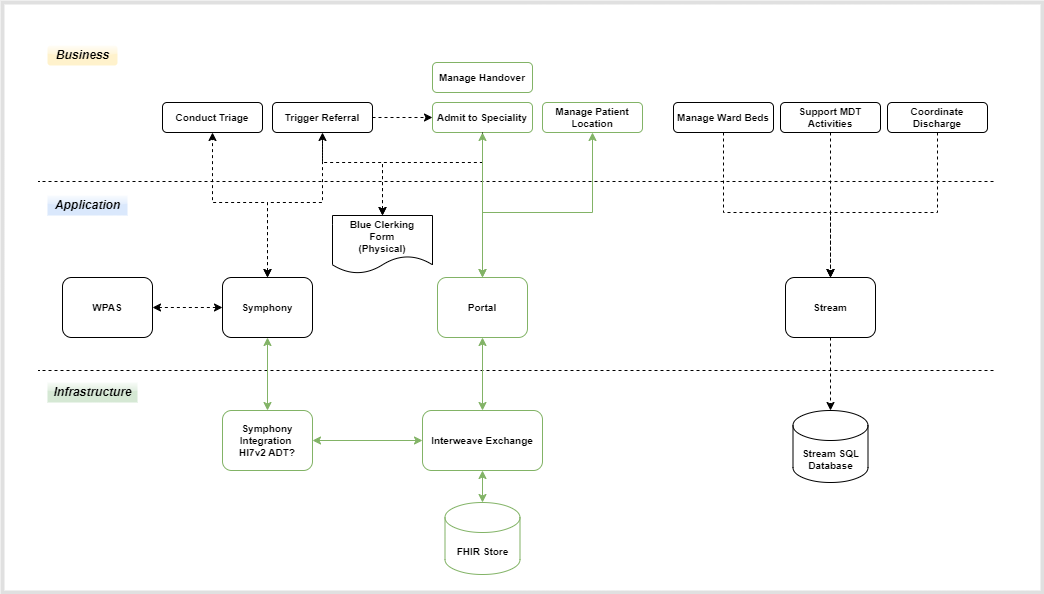 Business
Manage Handover
Conduct Triage
Trigger Referral
Admit to Speciality
Manage Patient
Location
Manage Ward Beds
Support MDT
Activities
Coordinate
Discharge
Application
Blue Clerking
Form
(Physical)
WPAS
Symphony
Portal
Stream
Infrastructure
Symphony
Integration
Hl7v2 ADT?
Interweave Exchange
Stream SQL
Database
FHIR Store